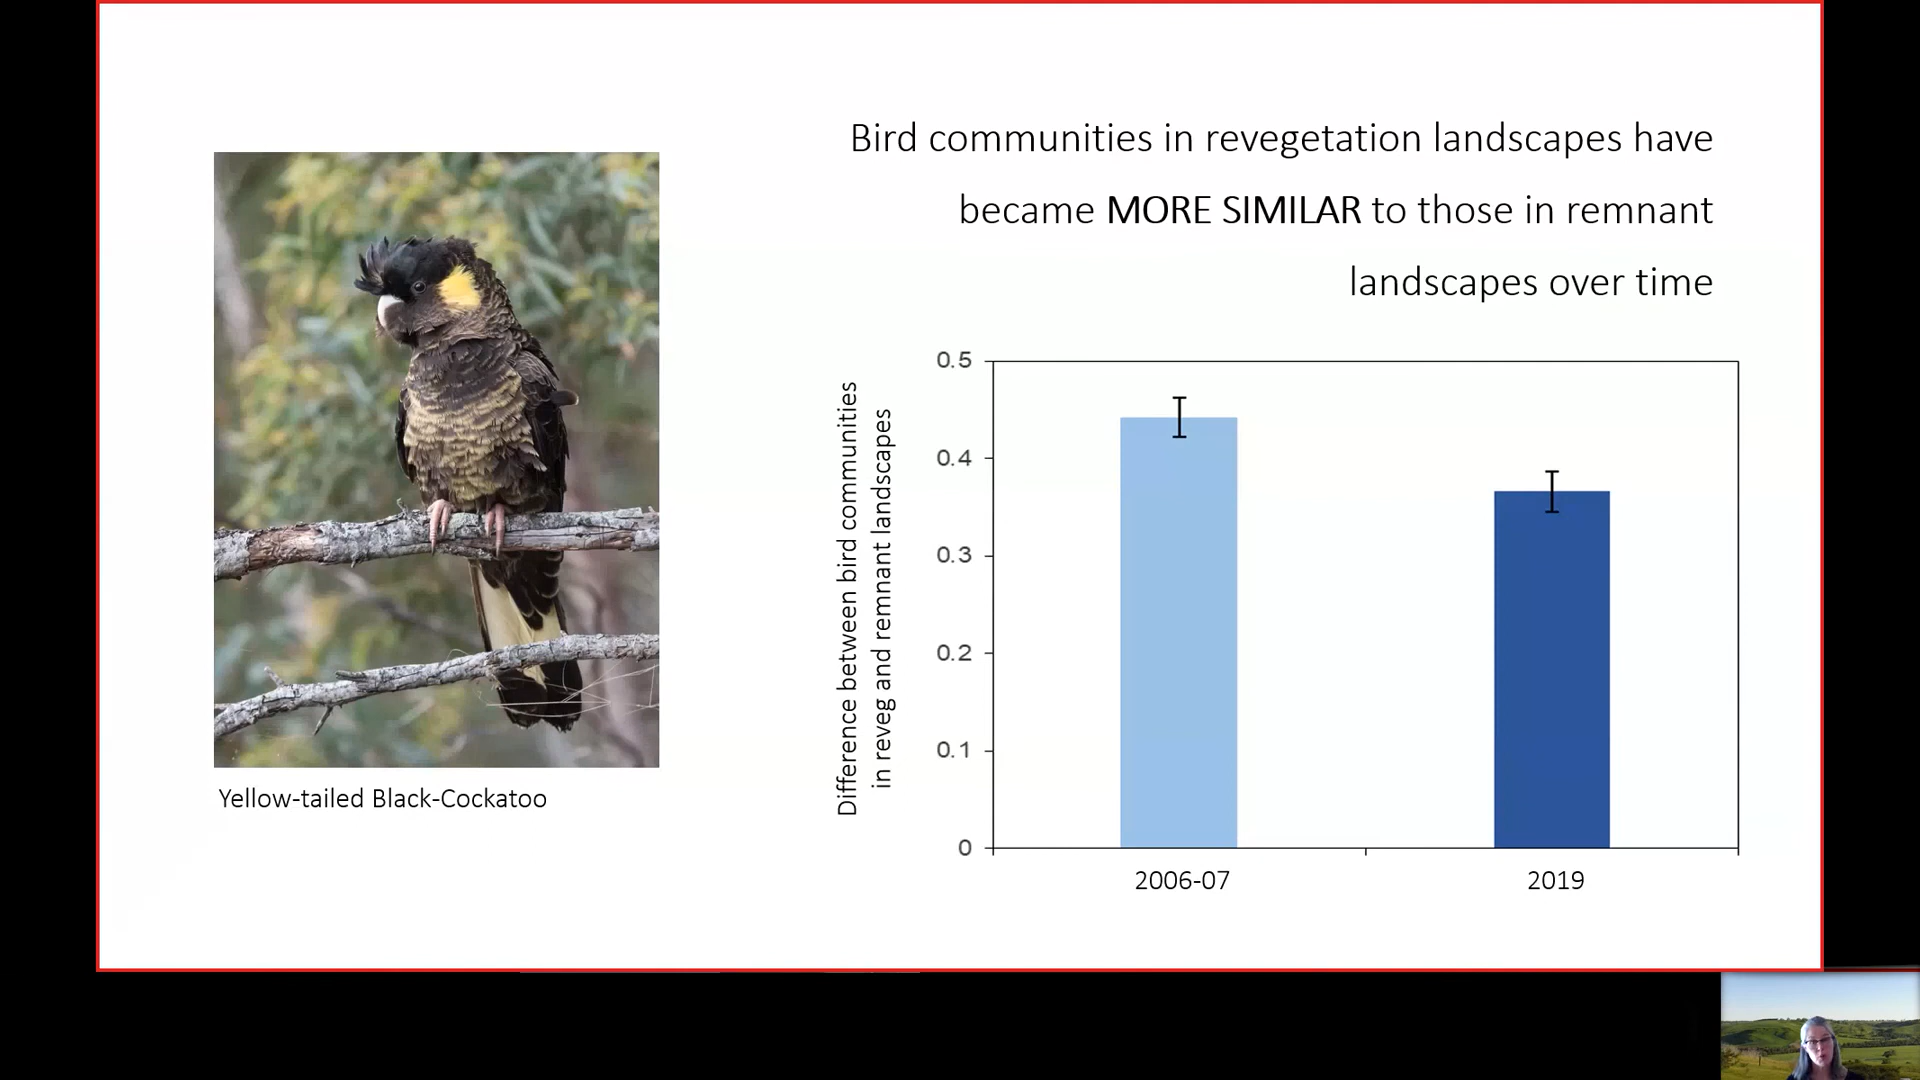 Bird communities in revegetation landscapes have
became MORE SIMILAR to those in remnant
landscapes over time
Yellow-tailed Black-Cockatoo
Difference between bird communities
in reveg and remnant landscapes
0.5
0.4
0.3
0.2
0.1
0
2006-07
2019